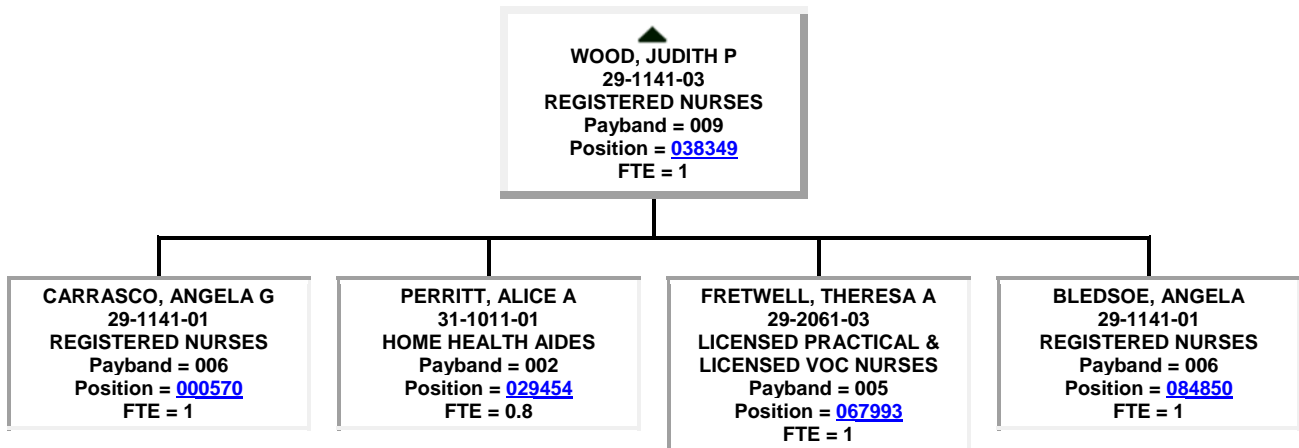 WOOD, JUDITH P
29-1141-03
REGISTERED NURSES
Payband = 009
Position = 038349
FTE = 1
CARRASCO, ANGELA G
29-1141-01
REGISTERED NURSES
Payband = 006
Position = 000570
FTE = 1
PERRITT, ALICE A
31-1011-01
HOME HEALTH AIDES
Payband = 002
Position = 029454
FTE = 0.8
FRETWELL, THERESA A
29-2061-03
LICENSED PRACTICAL &
LICENSED VOC NURSES
Payband = 005
Position = 067993
FTE = 1
BLEDSOE, ANGELA
29-1141-01
REGISTERED NURSES
Payband = 006
Position = 084850
FTE = 1